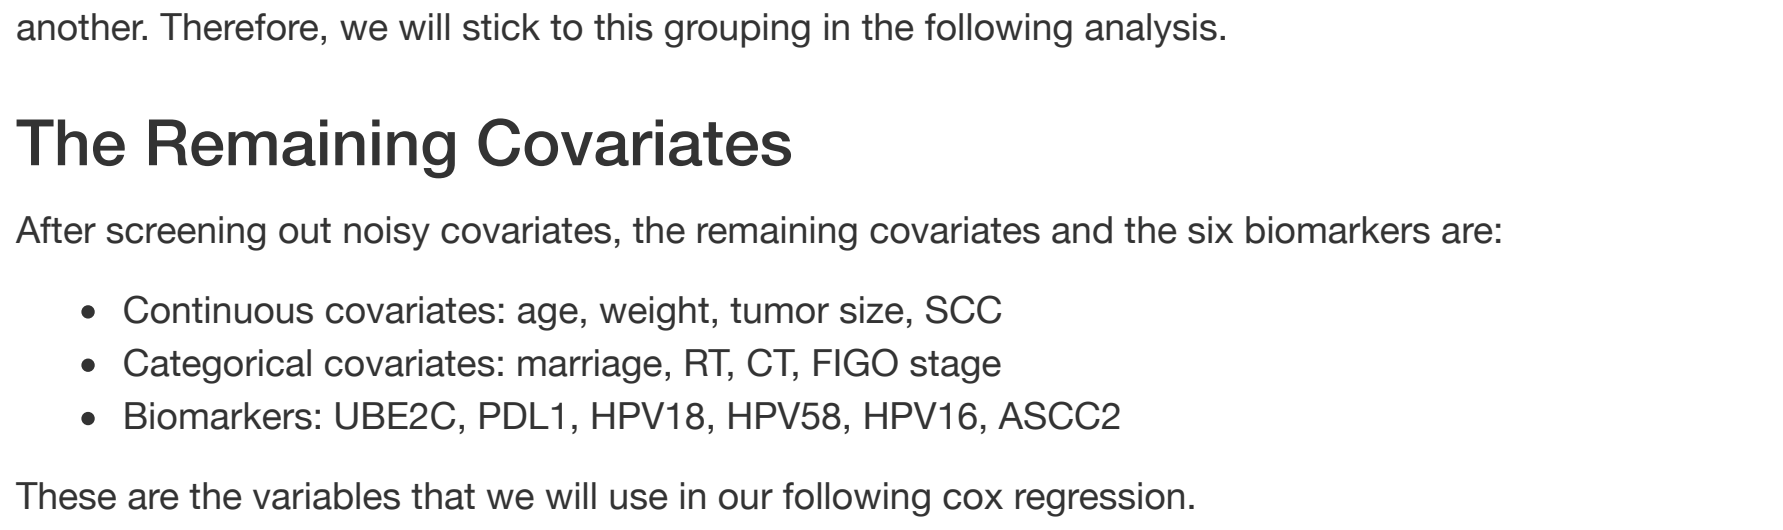 another. Therefore, we will stick to this grouping in the following analysis.
The Remaining Covariates
After screening out noisy covariates, the remaining covariates and the six biomarkers are:
• Continuous covariates: age, weight, tumor size, SCC
• Categorical covariates: marriage, RT, CT, FIGO stage
• Biomarkers: UBE2C, PDL1, HPV18, HPV58, HPV16, ASCC2
These are the variables that we will use in our following cox regression.